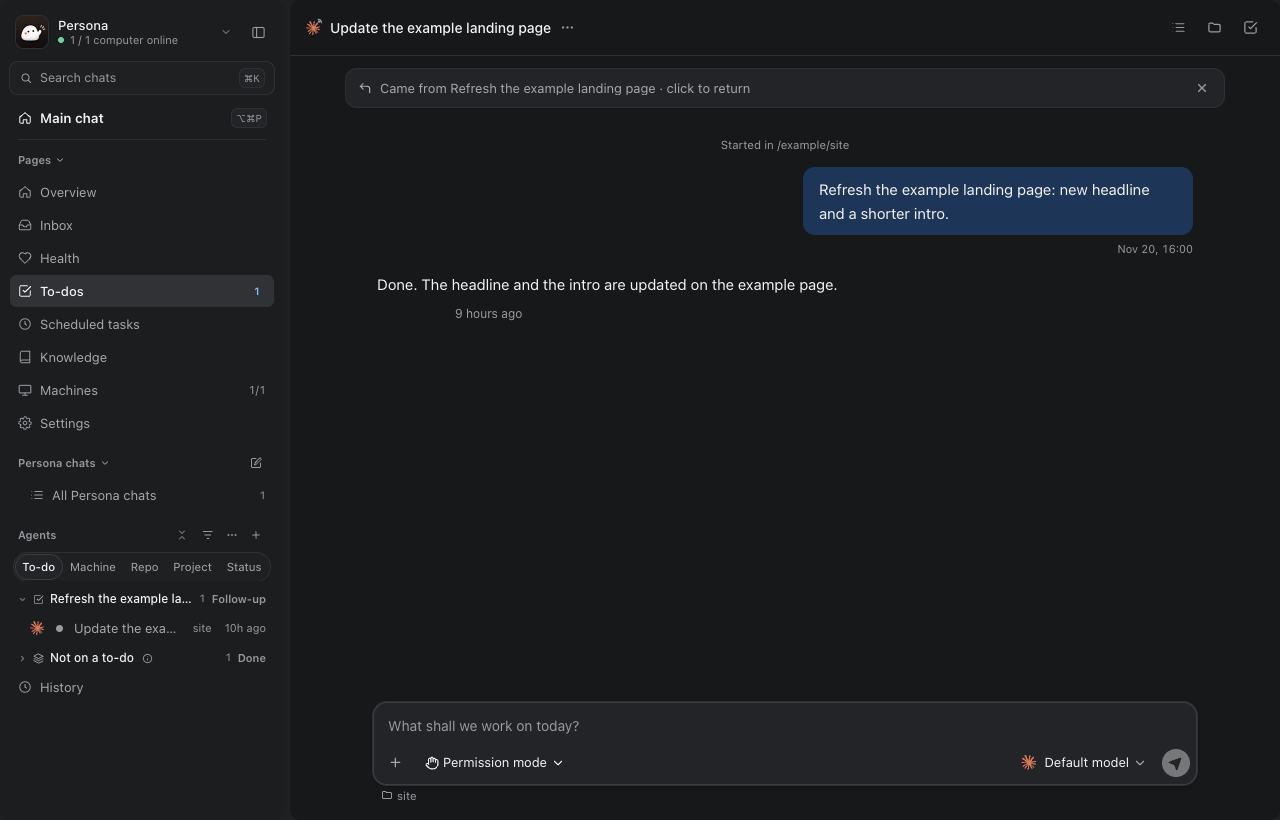 Persona
1 / 1 computer online
Search chats
⌘K
Main chat
⌥⌘P
Pages
Overview
Inbox
Health
To-dos
1
Scheduled tasks
Knowledge
Machines
1/1
Settings
Persona chats
All Persona chats
1
Agents
To-do
Machine
Repo
Project
Status
Refresh the example la...
1 Follow-up
Update the exa...
site
10h ago
Not on a to-do
1 Done
History
Update the example landing page
Came from Refresh the example landing page · click to return
Started in /example/site
Refresh the example landing page: new headline
and a shorter intro.
Nov 20, 16:00
Done. The headline and the intro are updated on the example page.
9 hours ago
What shall we work on today?
Permission mode
Default model
site